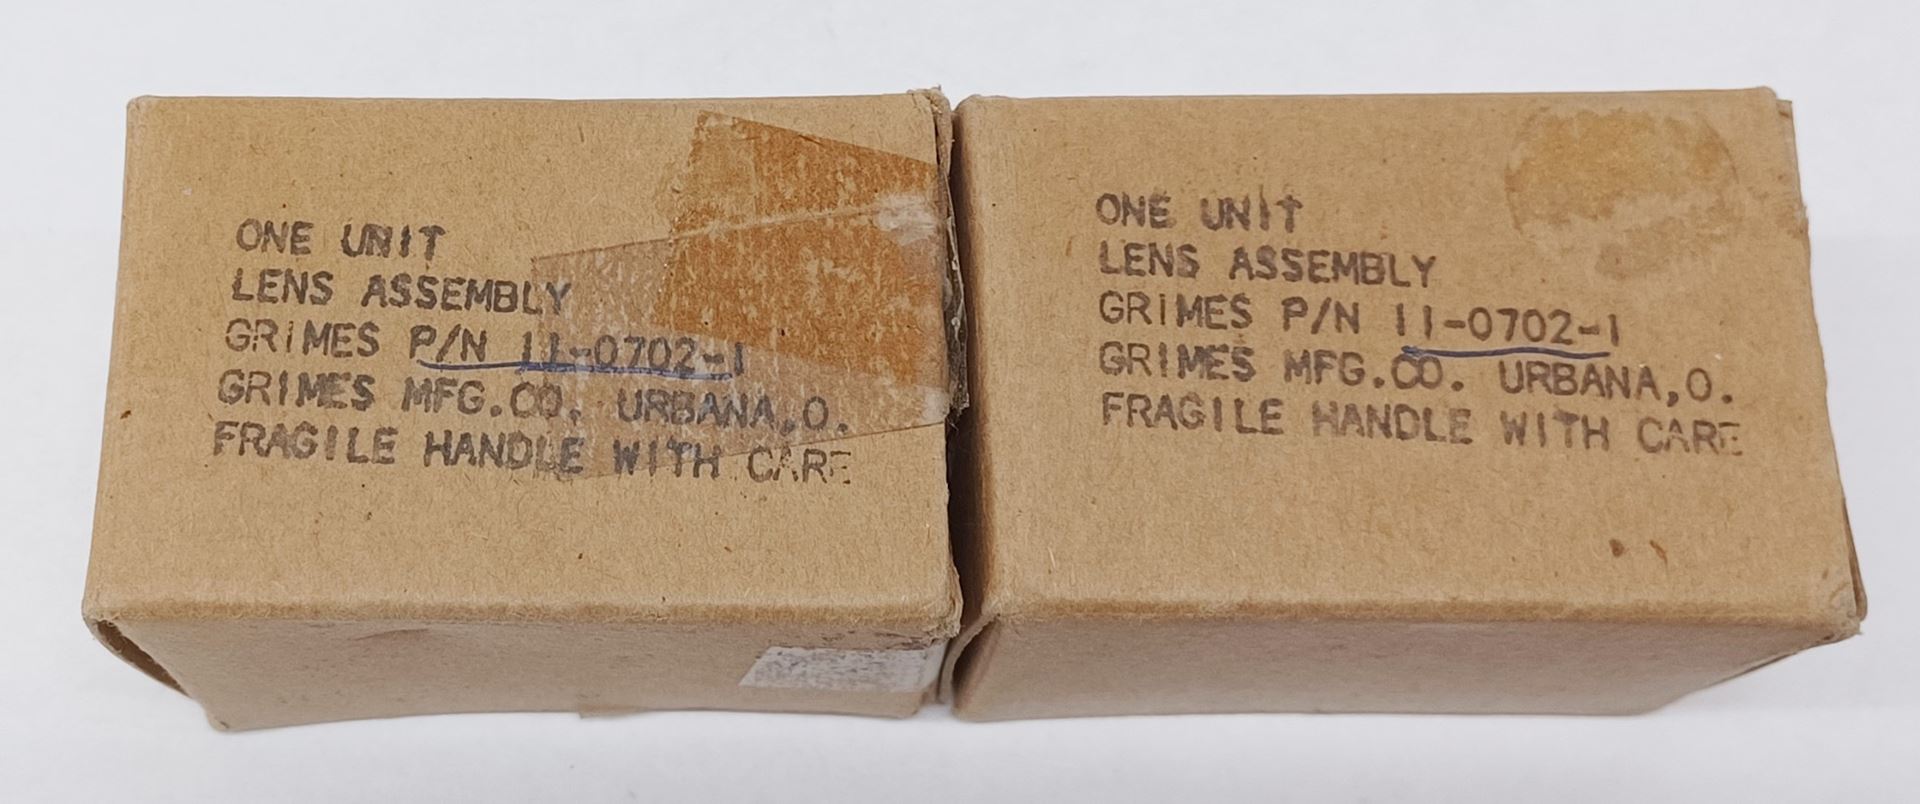 ONE UNIT
LENS ASSEMBLY
GRIMES P/N 11-0702-1
GRIMES MFG.CO. URBANA,O.
FRAGILE HANDLE WITH CARE
ONE UNIT
LENS ASSEMBLY
GRIMES P/N 11-0702-1
GRIMES MFG.CO. URBANA,O.
FRAGILE HANDLE WITH CARE